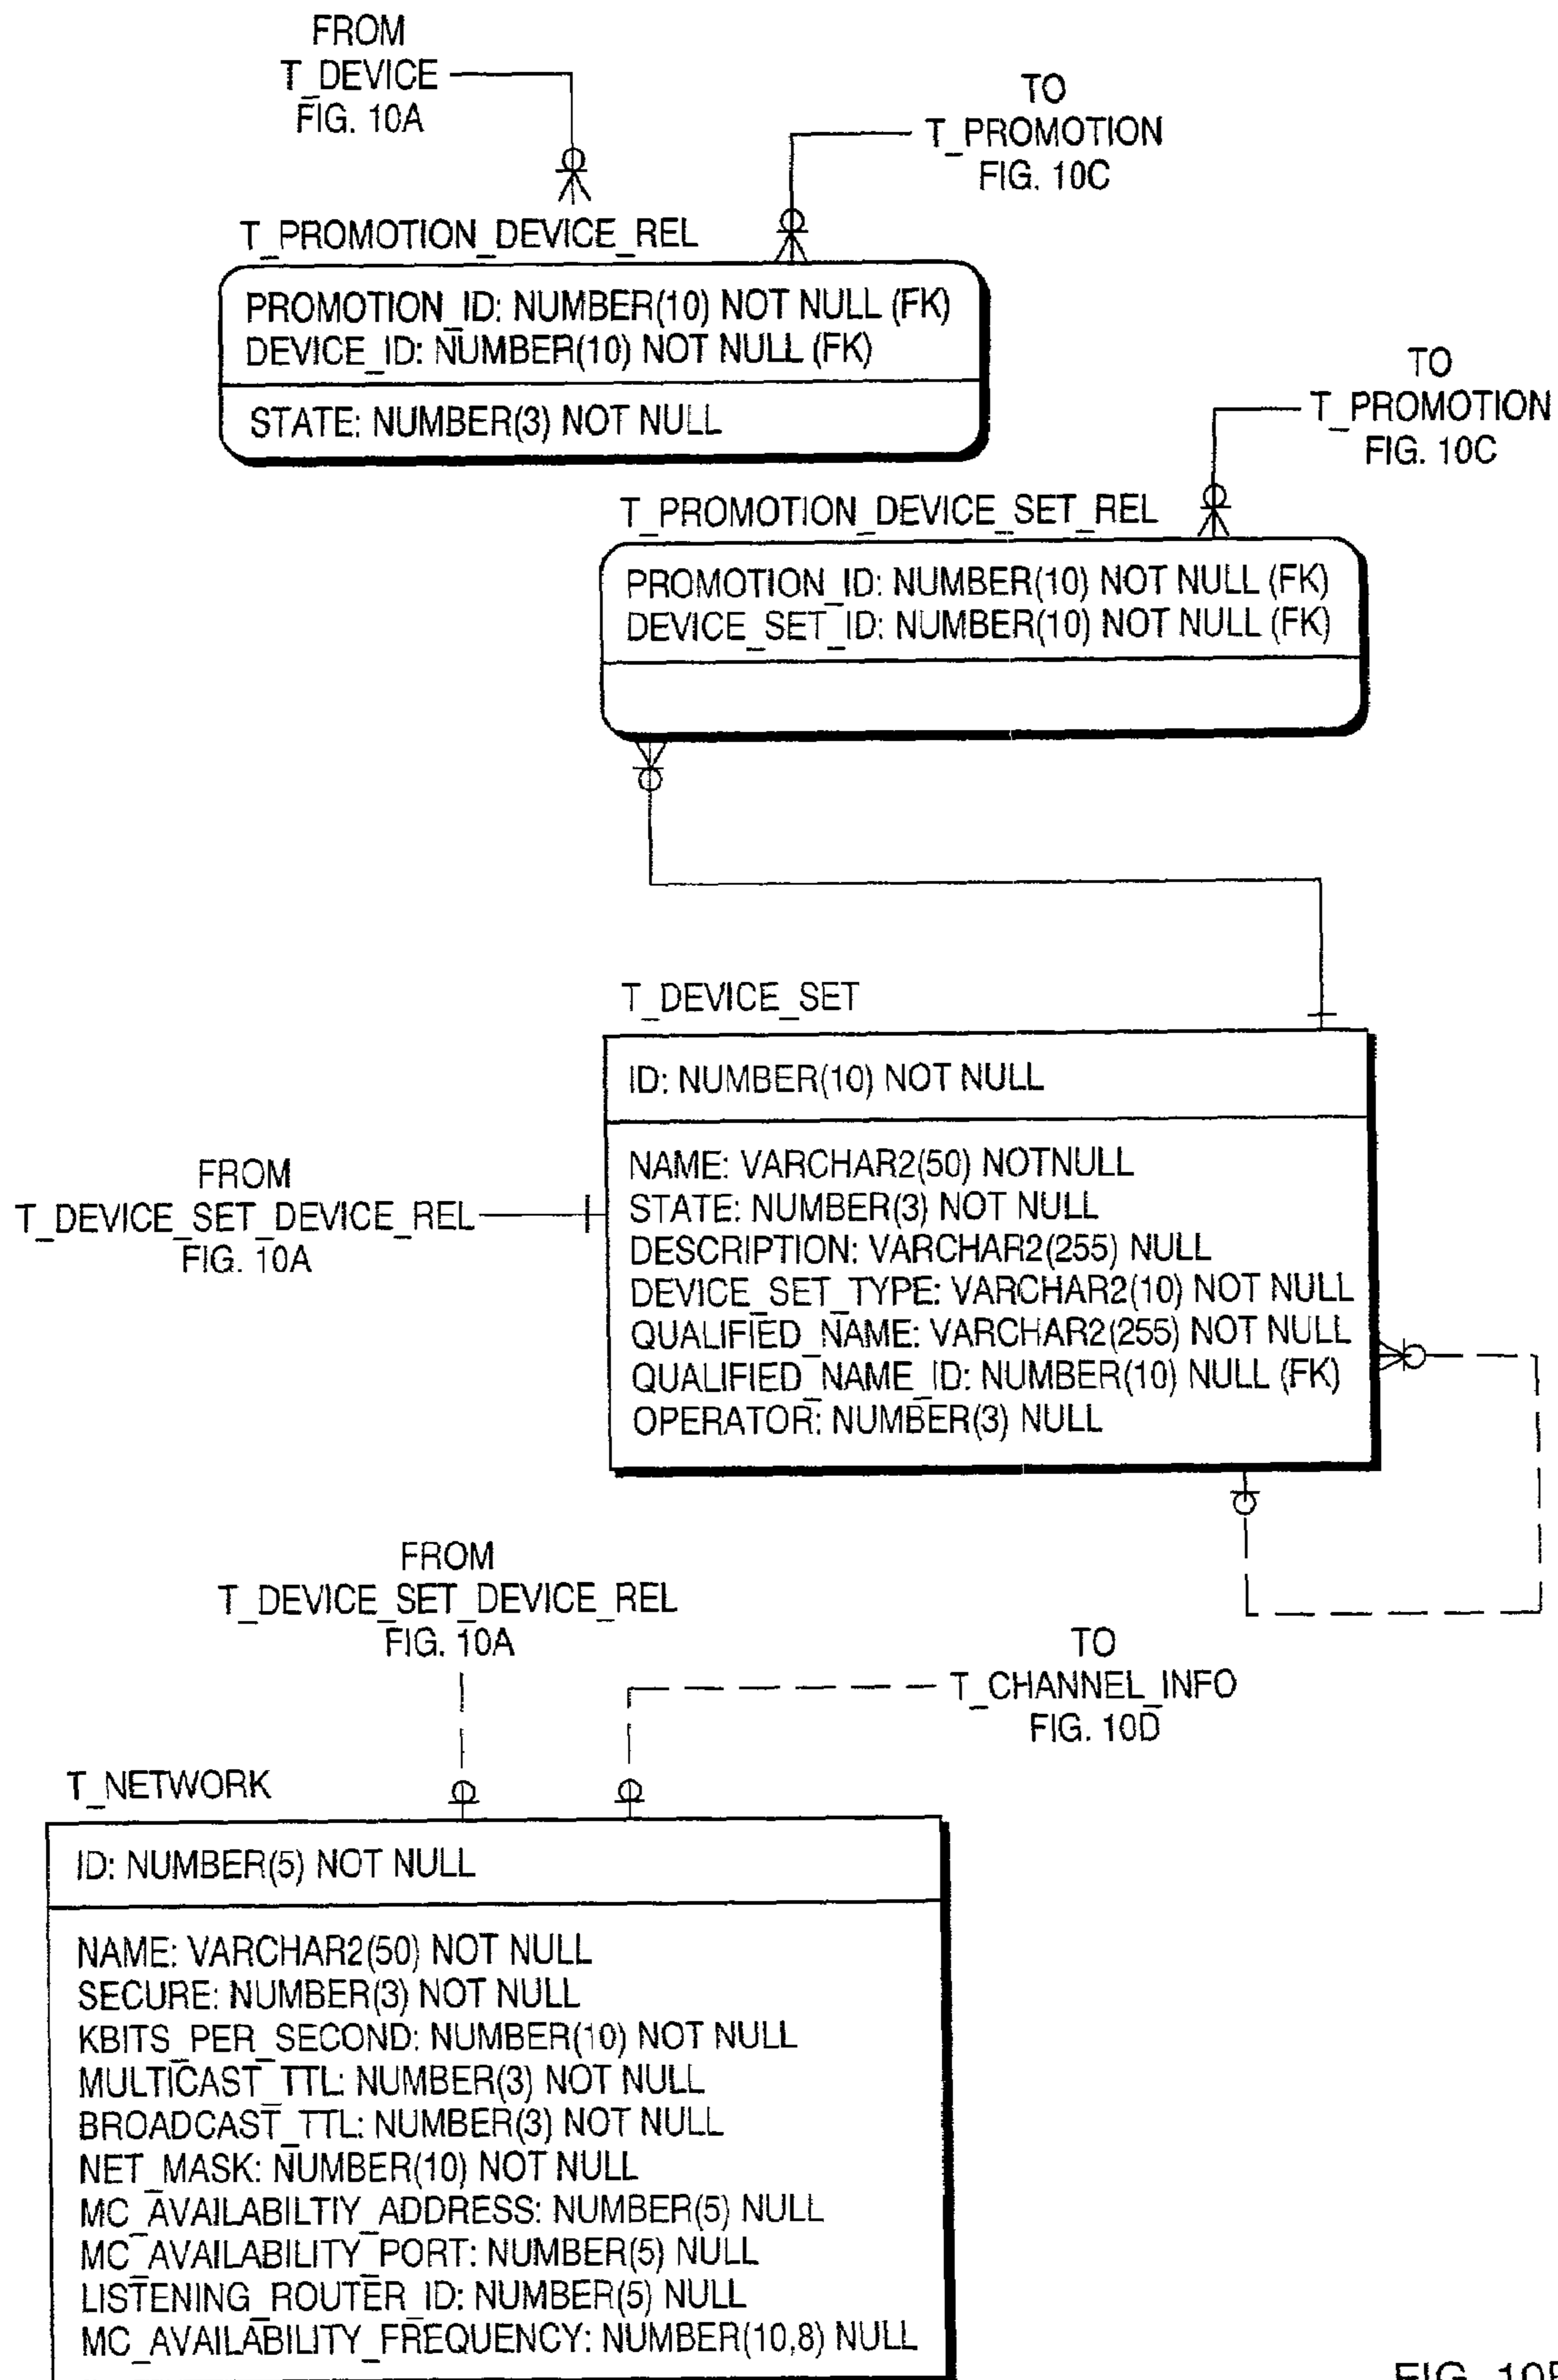 FROM
T_DEVICE
FIG. 10A
TO
T_PROMOTION
FIG. 10C
T_PROMOTION_DEVICE_REL
PROMOTION_ID: NUMBER(10) NOT NULL (FK)
DEVICE_ID: NUMBER(10) NOT NULL (FK)
STATE: NUMBER(3) NOT NULL
TO
T_PROMOTION
FIG. 10C
T_PROMOTION_DEVICE_SET_REL
PROMOTION_ID: NUMBER(10) NOT NULL (FK)
DEVICE_SET_ID: NUMBER(10) NOT NULL (FK)
T_DEVICE_SET
ID: NUMBER(10) NOT NULL
FROM
T_DEVICE_SET_DEVICE_REL
FIG. 10A
NAME: VARCHAR2(50) NOTNULL
STATE: NUMBER(3) NOT NULL
DESCRIPTION: VARCHAR2(255) NULL
DEVICE_SET_TYPE: VARCHAR2(10) NOT NULL
QUALIFIED_NAME: VARCHAR2(255) NOT NULL
QUALIFIED_NAME_ID: NUMBER(10) NULL (FK)
OPERATOR: NUMBER(3) NULL
FROM
T_DEVICE_SET_DEVICE_REL
FIG. 10A
TO
T_CHANNEL_INFO
FIG. 10D
T_NETWORK
ID: NUMBER(5) NOT NULL
NAME: VARCHAR2(50) NOT NULL
SECURE: NUMBER(3) NOT NULL
KBITS_PER_SECOND: NUMBER(10) NOT NULL
MULTICAST_TTL: NUMBER(3) NOT NULL
BROADCAST_TTL: NUMBER(3) NOT NULL
NET_MASK: NUMBER(10) NOT NULL
MC_AVAILABILTIY_ADDRESS: NUMBER(5) NULL
MC_AVAILABILITY_PORT: NUMBER(5) NULL
LISTENING_ROUTER_ID: NUMBER(5) NULL
MC_AVAILABILITY_FREQUENCY: NUMBER(10,8) NULL
FIG.